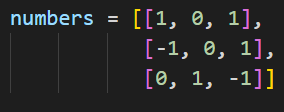 numbers = [[1, 0, 1],
[-1, 0, 1],
[0, 1, -1]]